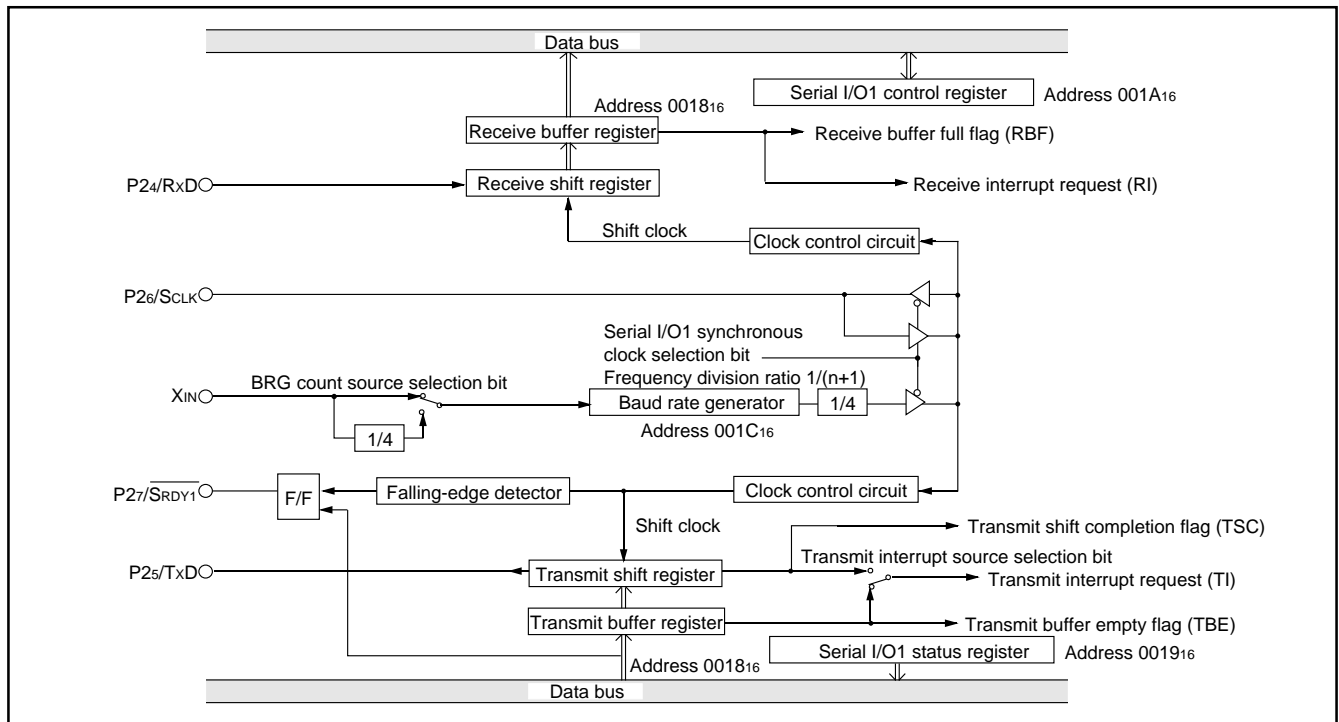 Data bus
Serial I/O1 control register Address 001A16
Address 001816
Receive buffer register Receive buffer full flag (RBF)
P24/RxD Receive shift register Receive interrupt request (RI)
Shift clock Clock control circuit
P26/SCLK
Serial I/O1 synchronous
clock selection bit
BRG count source selection bit Frequency division ratio 1/(n+1)
XIN Baud rate generator 1/4
1/4 Address 001C16
P27/SRDY1 F/F Falling-edge detector Clock control circuit
Shift clock Transmit shift completion flag (TSC)
Transmit interrupt source selection bit
P25/TxD Transmit shift register Transmit interrupt request (TI)
Transmit buffer register Transmit buffer empty flag (TBE)
Address 001816 Serial I/O1 status register Address 001916
Data bus